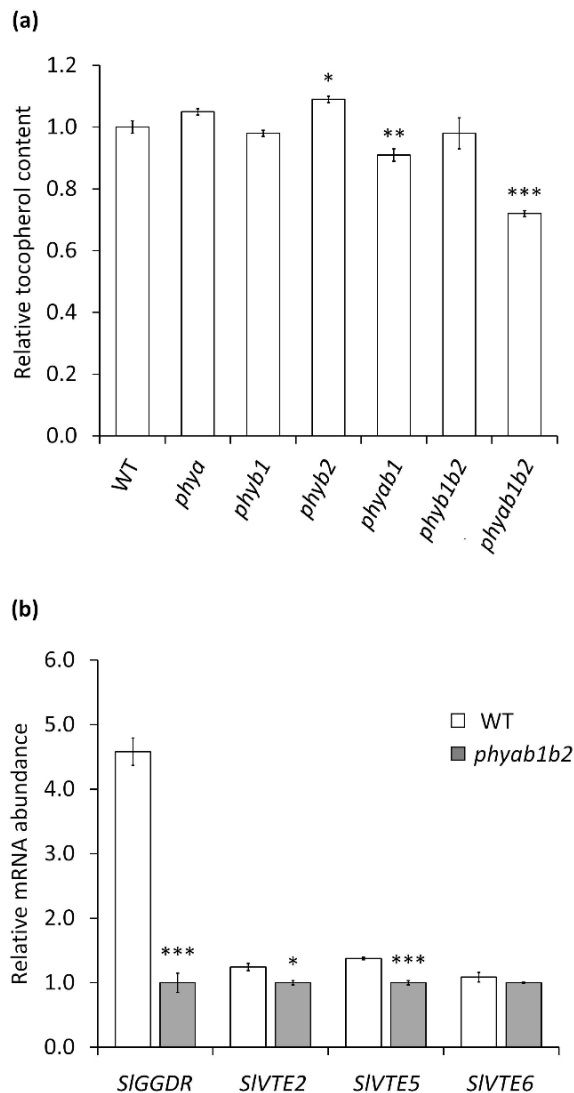 (a)
Relative tocopherol content
1.2
1.0
0.8
0.6
0.4
0.2
0.0
*
**
***
WT
phya
phyb1
phyb2
phyab1
phyb1b2
phyab1b2
(b)
Relative mRNA abundance
6.0
5.0
4.0
3.0
2.0
1.0
0.0
WT
phyab1b2
***
*
***
SlGGDR
SlVTE2
SlVTE5
SlVTE6